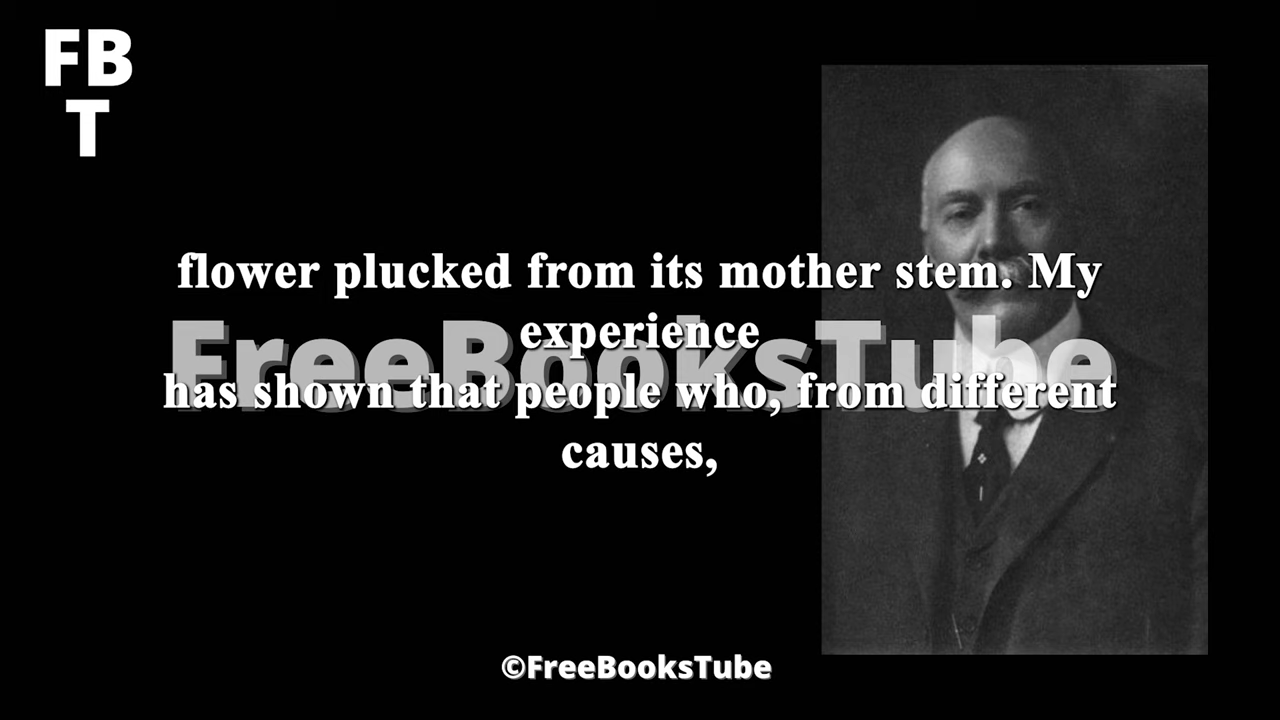 FB
T
flower plucked from its mother stem. My
experience
FreeBooksTube
has shown that people who, from different
causes,
©FreeBooksTube